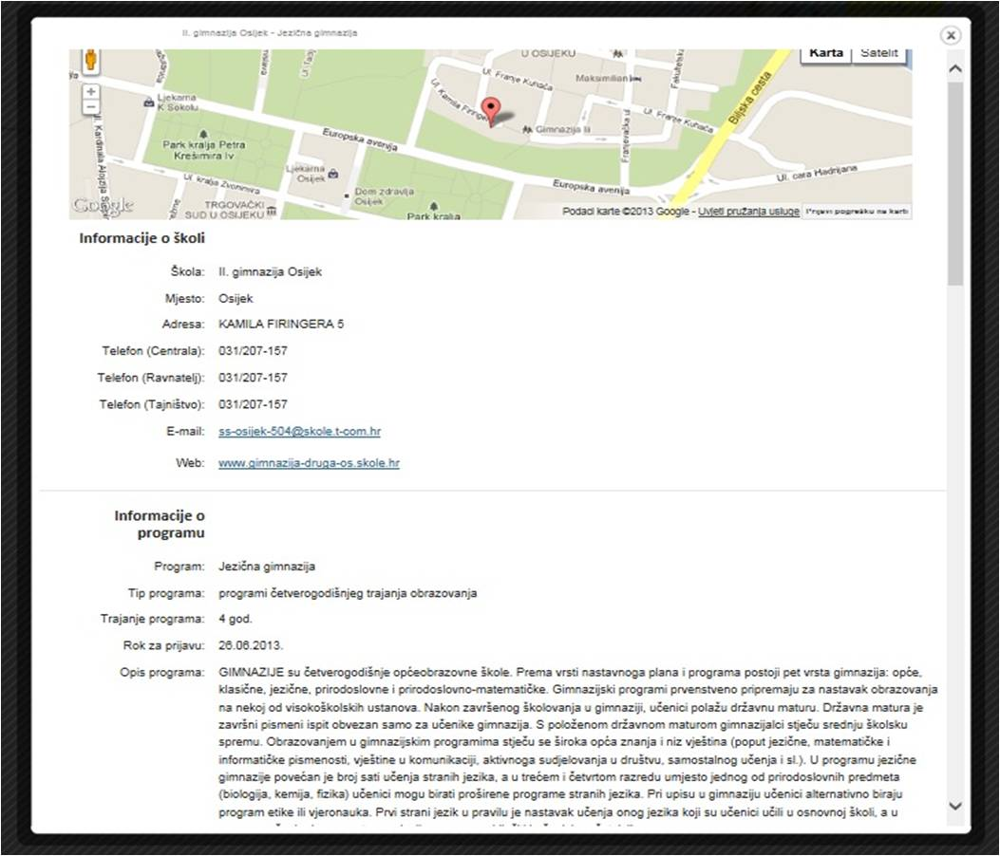 II. gimnazija Osijek - Jezična gimnazija
U OSIJEKU
Karta
Satelit
Maksimilian
Ul. Franje Kuhača
Ul. Kamila Firinger
Ljekarna
K Sokolu
Gimnazija Ii
Ul. Franje Kuhača
Biljska cesta
Europska avenija
Park kralja Petra
Krešimira Iv
Franjevačka ul
Ul. Kardinala Alojzija
Ljekarna
Osijek
Ul. kralja Zvonimira
Dom zdravlja
Osijek
Europska avenija
Ul. cara Hadrijana
Google
TRGOVAČKI
SUD U OSIJEKU
Park kralja
Podaci karte ©2013 Google - Uvjeti pružanja usluge
Prijavi pogrešku na karti
Informacije o školi
Škola: II. gimnazija Osijek
Mjesto: Osijek
Adresa: KAMILA FIRINGERA 5
Telefon (Centrala): 031/207-157
Telefon (Ravnatelj): 031/207-157
Telefon (Tajništvo): 031/207-157
E-mail: ss-osijek-504@skole.t-com.hr
Web: www.gimnazija-druga-os.skole.hr
Informacije o
programu
Program: Jezična gimnazija
Tip programa: programi četverogodišnjeg trajanja obrazovanja
Trajanje programa: 4 god.
Rok za prijavu: 26.06.2013.
Opis programa: GIMNAZIJE su četverogodišnje općeobrazovne škole. Prema vrsti nastavnoga plana i programa postoji pet vrsta gimnazija: opće,
klasične, jezične, prirodoslovne i prirodoslovno-matematičke. Gimnazijski programi prvenstveno pripremaju za nastavak obrazovanja
na nekoj od visokoškolskih ustanova. Nakon završenog školovanja u gimnaziji, učenici polažu državnu maturu. Državna matura je
završni pismeni ispit obvezan samo za učenike gimnazija. S položenom državnom maturom gimnazijalci stječu srednju školsku
spremu. Obrazovanjem u gimnazijskim programima stječu se široka opća znanja i niz vještina (poput jezične, matematičke i
informatičke pismenosti, vještine u komunikaciji, aktivnoga sudjelovanja u društvu, samostalnog učenja i sl.). U programu jezične
gimnazije povećan je broj sati učenja stranih jezika, a u trećem i četvrtom razredu umjesto jednog od prirodoslovnih predmeta
(biologija, kemija, fizika) učenici mogu birati proširene programe stranih jezika. Pri upisu u gimnaziju učenici alternativno biraju
program etike ili vjeronauka. Prvi strani jezik u pravilu je nastavak učenja onog jezika koji su učenici učili u osnovnoj školi, a u